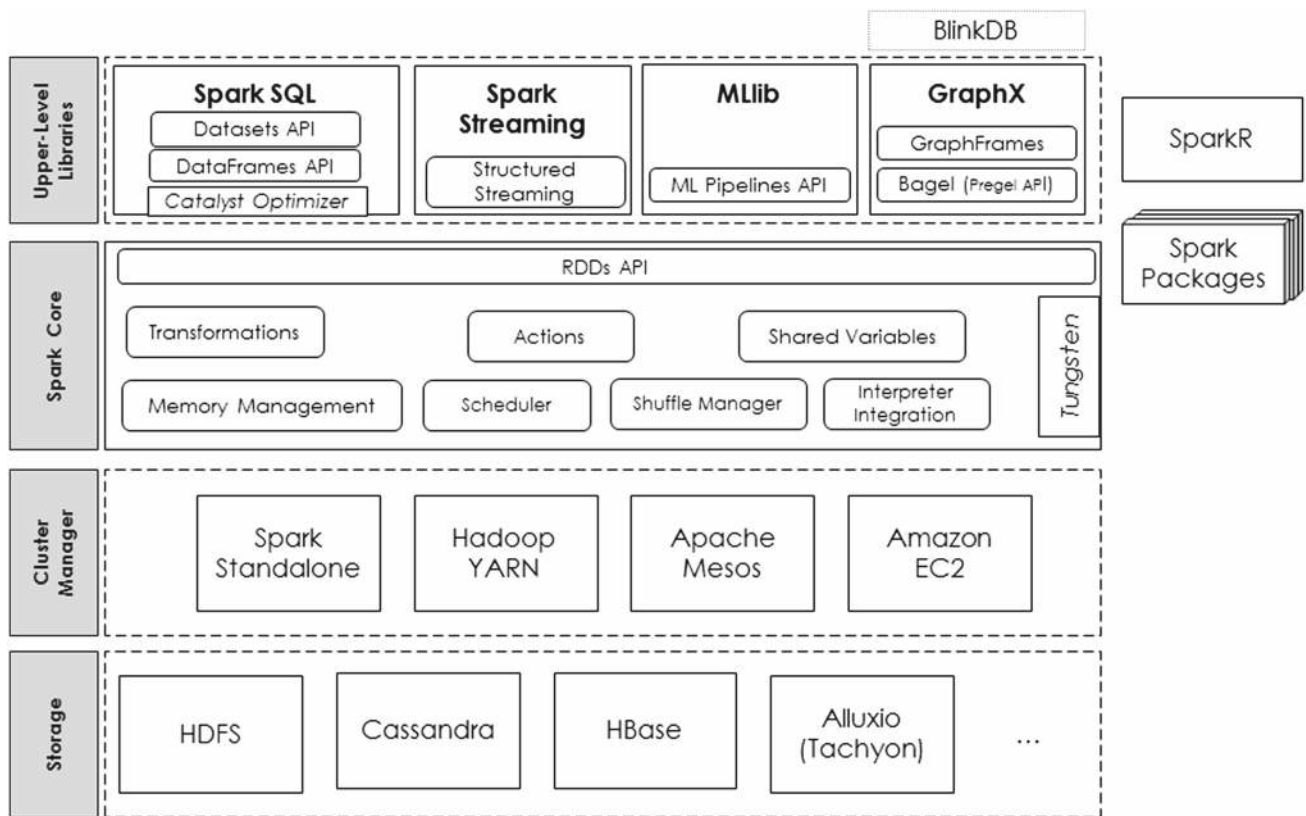 BlinkDB
Upper-Level
Libraries
Spark SQL
Datasets API
DataFrames API
Catalyst Optimizer
Spark
Streaming
Structured
Streaming
MLlib
ML Pipelines API
GraphX
GraphFrames
Bagel (Pregel API)
SparkR
Spark
Packages
Spark Core
RDDs API
Transformations
Actions
Shared Variables
Memory Management
Scheduler
Shuffle Manager
Interpreter
Integration
Tungsten
Cluster
Manager
Spark
Standalone
Hadoop
YARN
Apache
Mesos
Amazon
EC2
Storage
HDFS
Cassandra
HBase
Alluxio
(Tachyon)
...